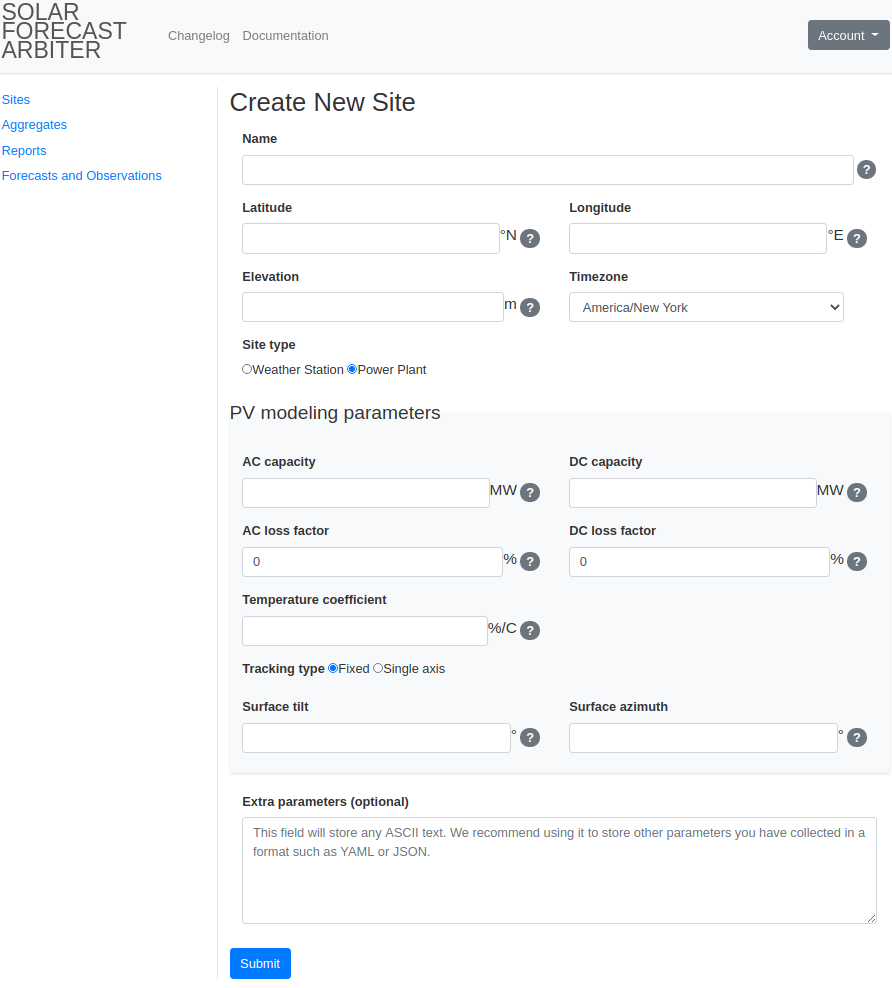 SOLAR
FORECAST
ARBITER
Changelog Documentation
Account
Sites
Aggregates
Reports
Forecasts and Observations
Create New Site
Name
?
Latitude Longitude
°N ? °E ?
Elevation Timezone
m ? America/New York
Site type
Weather Station Power Plant
PV modeling parameters
AC capacity DC capacity
MW ? MW ?
AC loss factor DC loss factor
0 % ? 0 % ?
Temperature coefficient
%/C ?
Tracking type Fixed Single axis
Surface tilt Surface azimuth
° ? ° ?
Extra parameters (optional)
This field will store any ASCII text. We recommend using it to store other parameters you have collected in a
format such as YAML or JSON.
Submit